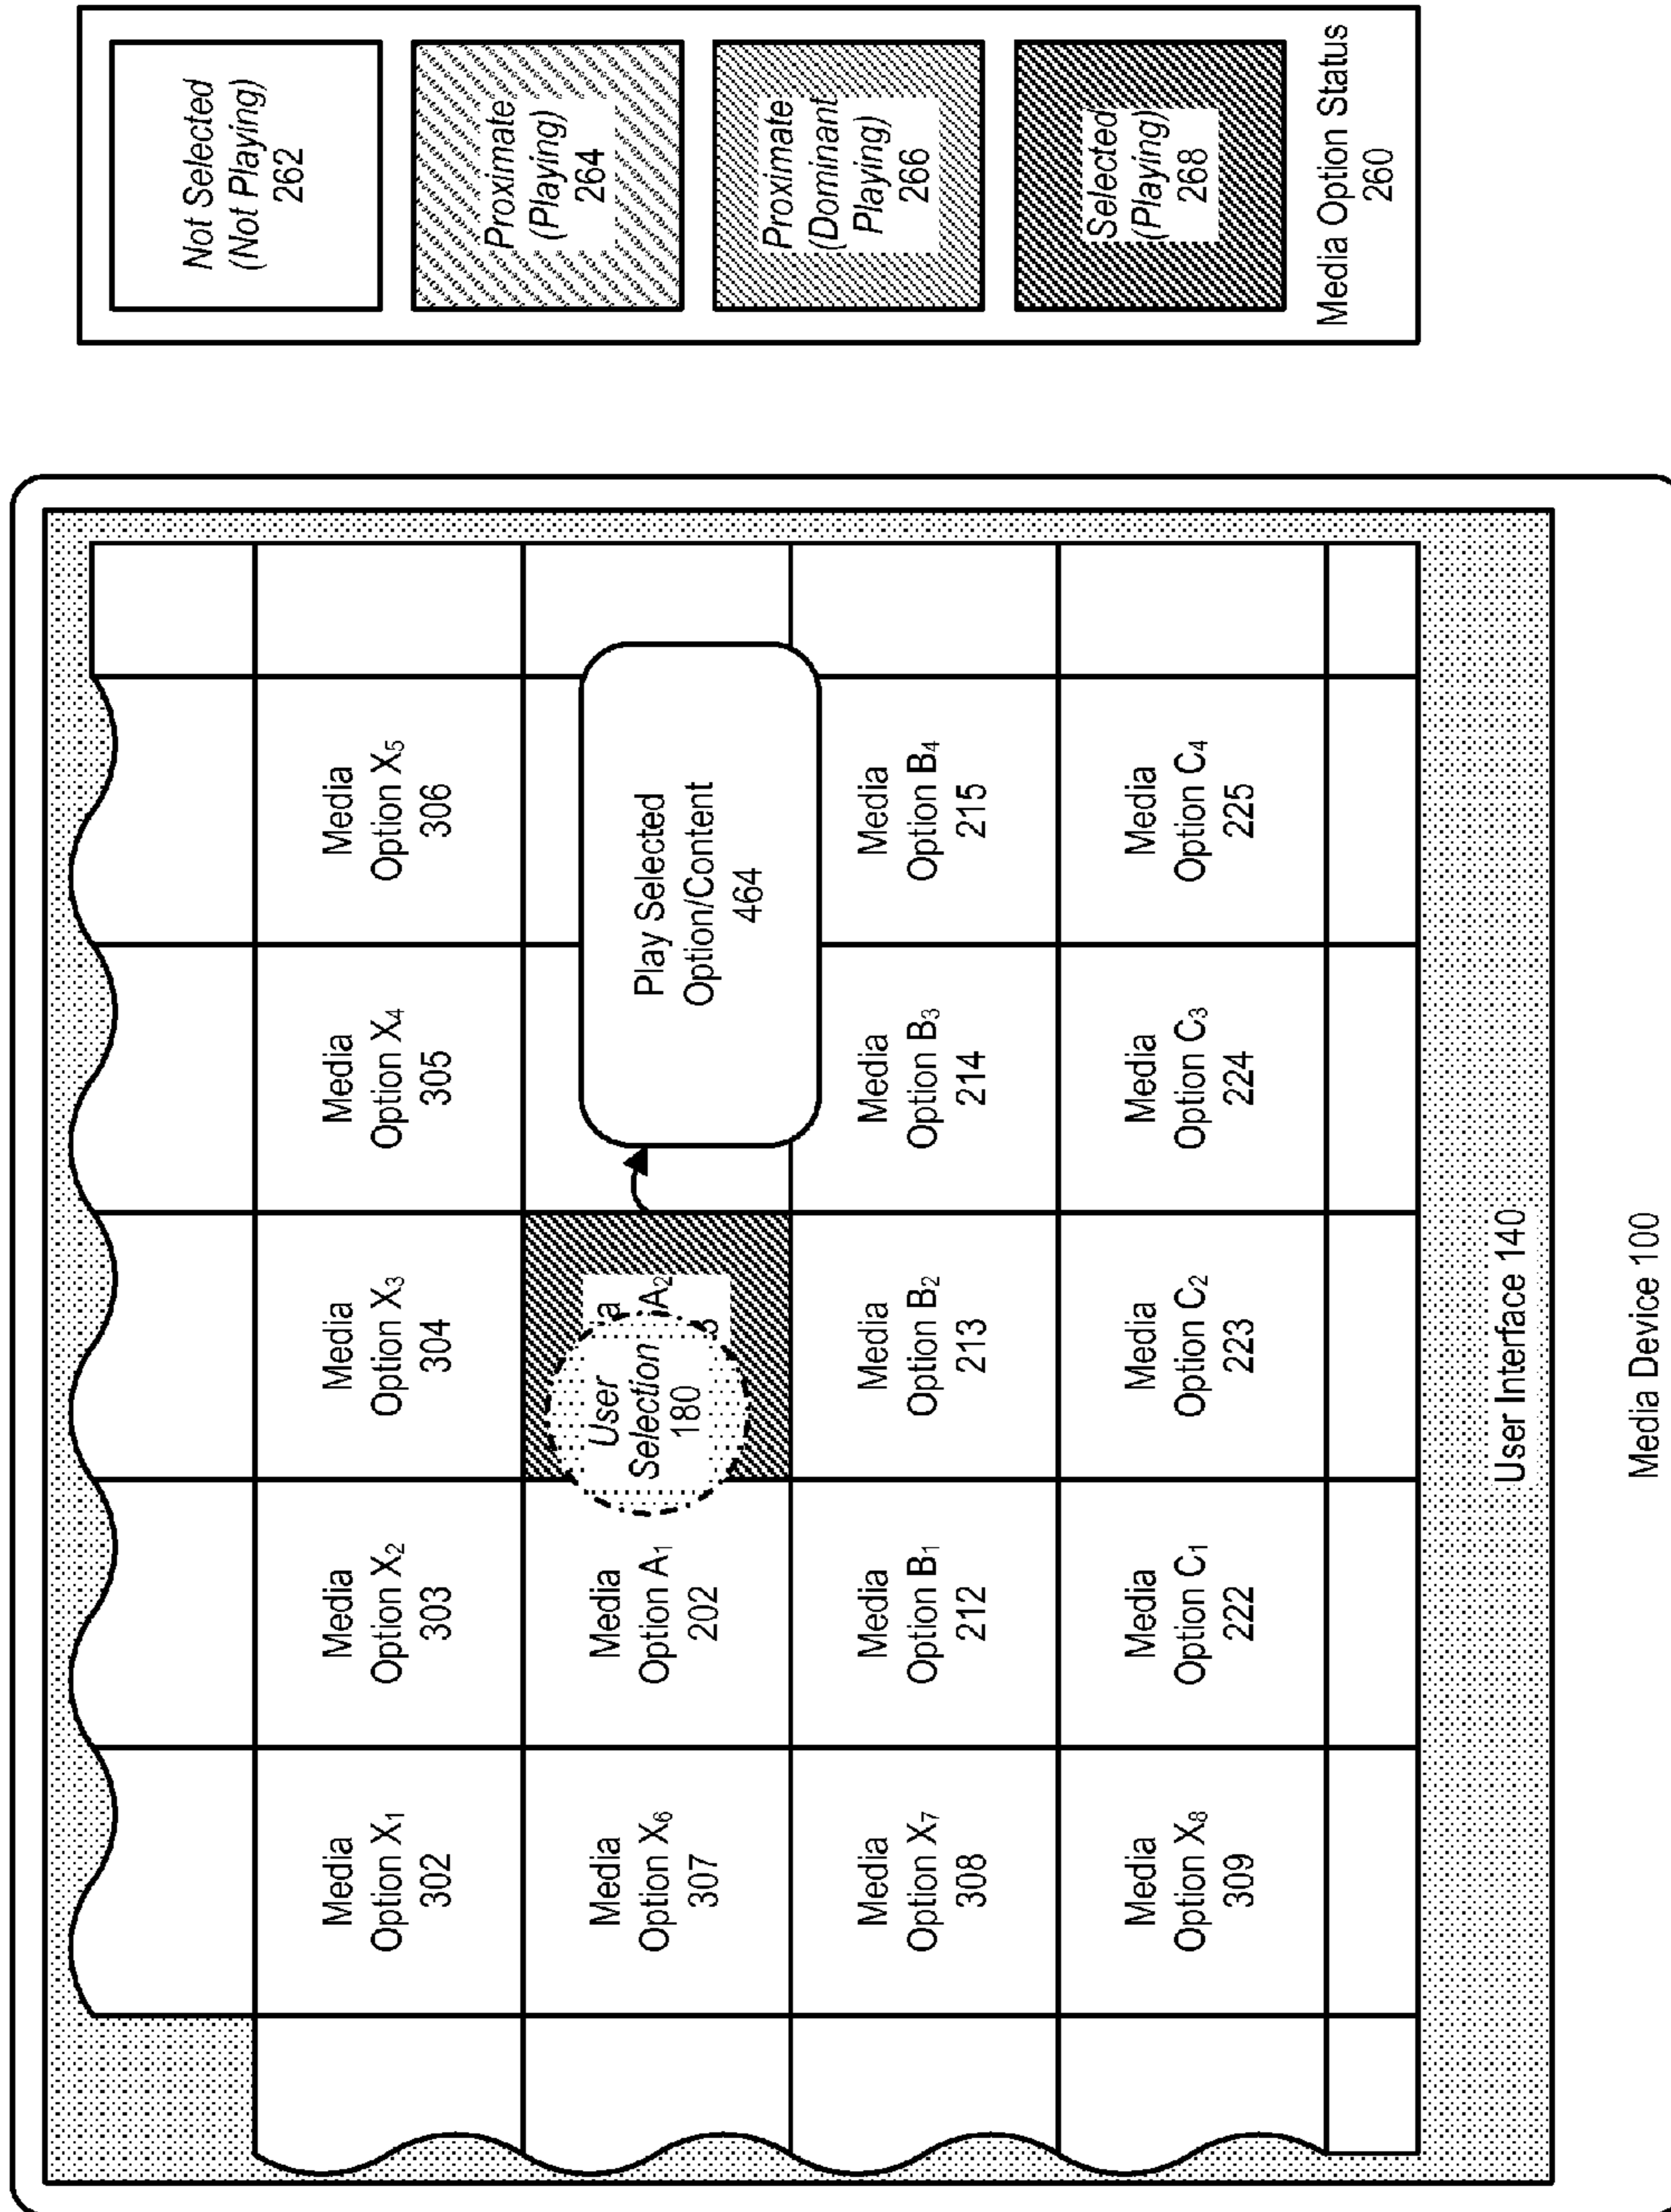 Media
Option X₁
302
Media
Option X₂
303
Media
Option X₃
304
Media
Option X₄
305
Media
Option X₅
306
Media
Option X₆
307
Media
Option A₁
202
User
Selection
180
A₂
Play Selected
Option/Content
464
Media
Option X₇
308
Media
Option B₁
212
Media
Option B₂
213
Media
Option B₃
214
Media
Option B₄
215
Media
Option X₈
309
Media
Option C₁
222
Media
Option C₂
223
Media
Option C₃
224
Media
Option C₄
225
User Interface 140
Media Device 100
Not Selected
(Not Playing)
262
Proximate
(Playing)
264
Proximate
(Dominant
Playing)
266
Selected
(Playing)
268
Media Option Status
260